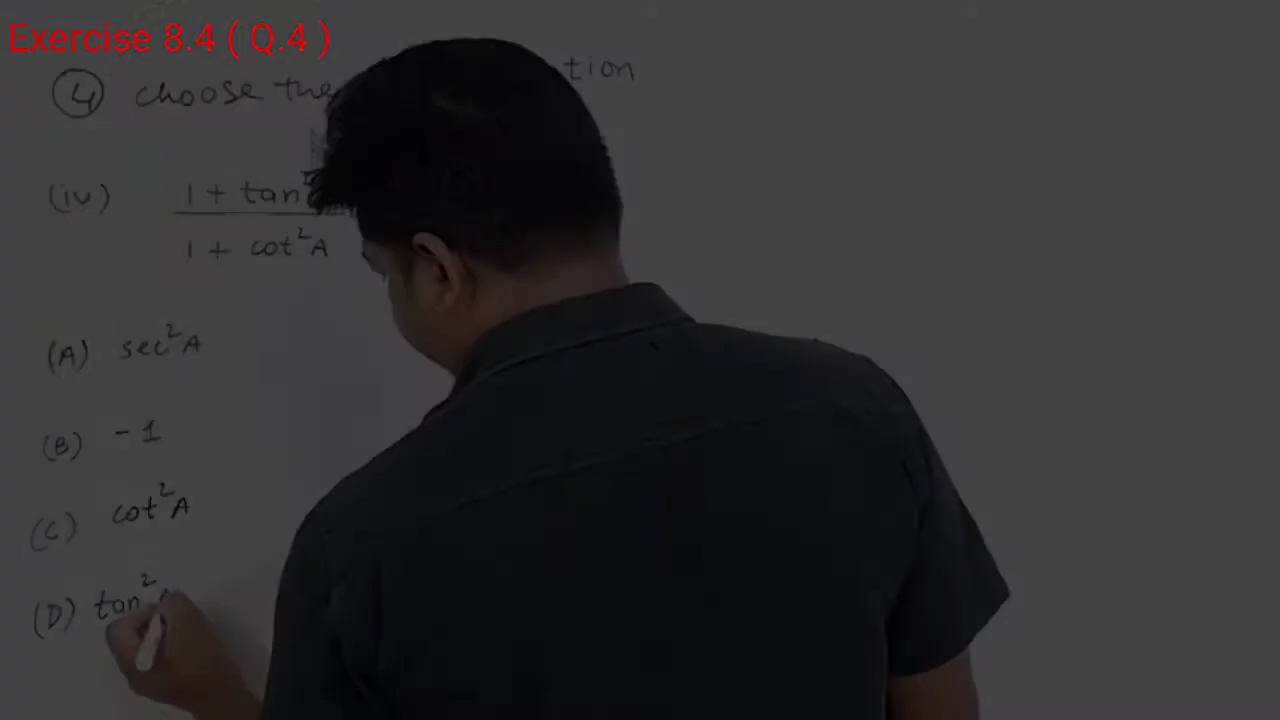 Exercise 8.4 ( Q.4 )
④ choose the tion
(iv) 1 + tan
1 + cot²A
(A) sec²A
(B) -1
(C) cot²A
(D) tan²